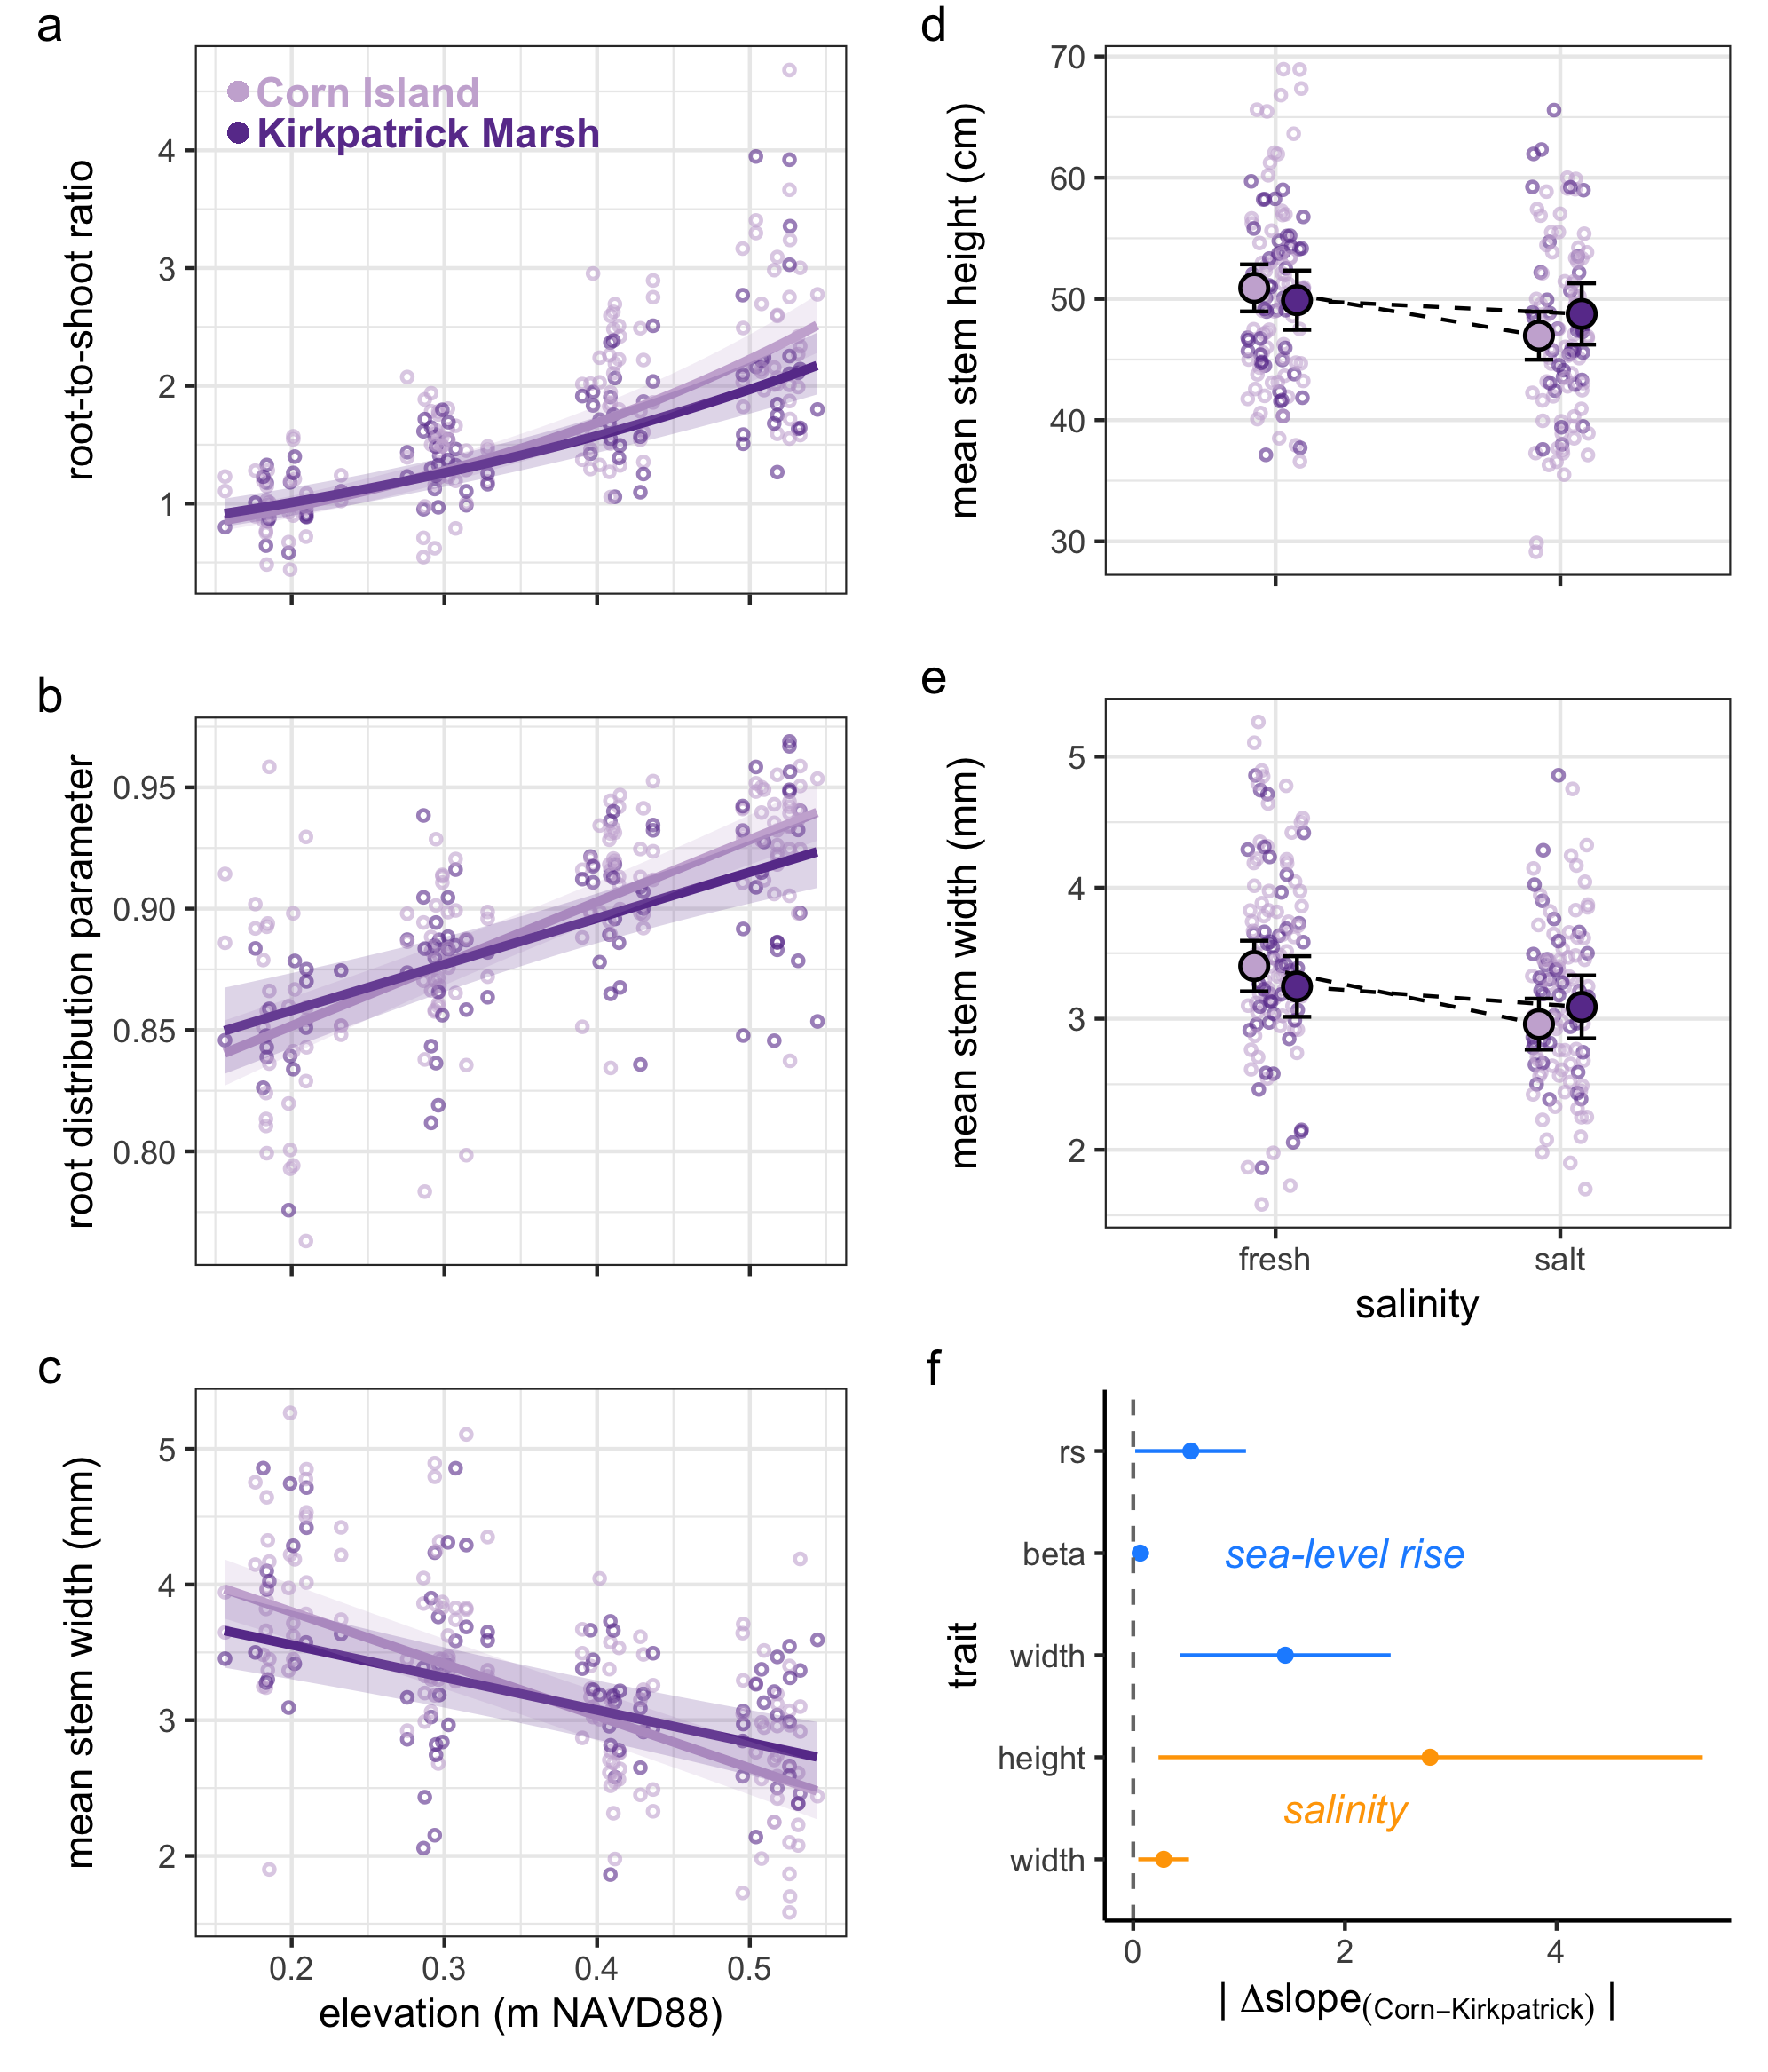 a
Corn Island
Kirkpatrick Marsh
root-to-shoot ratio
4
3
2
1
b
root distribution parameter
0.95
0.90
0.85
0.80
c
mean stem width (mm)
5
4
3
2
0.2 0.3 0.4 0.5
elevation (m NAVD88)
d
mean stem height (cm)
70
60
50
40
30
e
mean stem width (mm)
5
4
3
2
fresh salt
salinity
f
trait
rs
beta
width
height
width
sea-level rise
salinity
0 2 4
| Δslope(Corn−Kirkpatrick) |